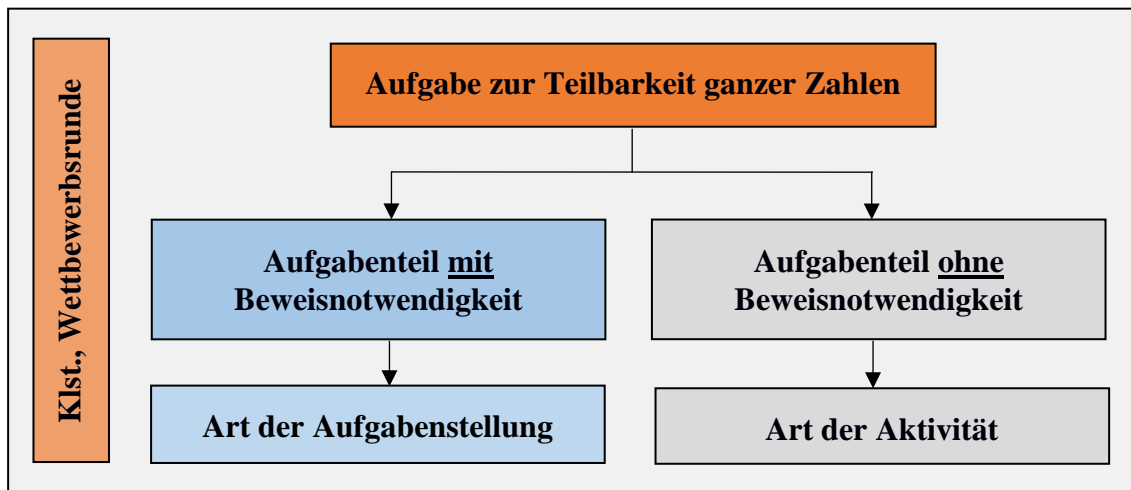 Klst., Wettbewerbsrunde
Aufgabe zur Teilbarkeit ganzer Zahlen
Aufgabenteil mit
Beweisnotwendigkeit
Aufgabenteil ohne
Beweisnotwendigkeit
Art der Aufgabenstellung
Art der Aktivität